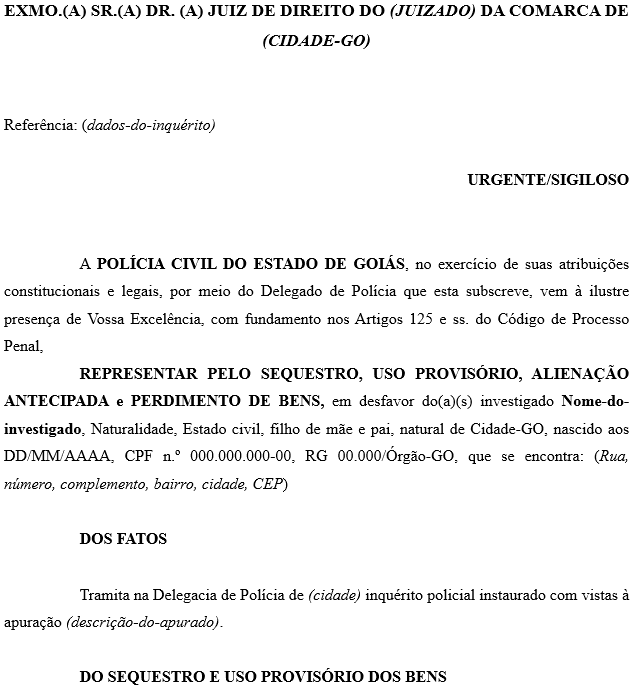 EXMO.(A) SR.(A) DR. (A) JUIZ DE DIREITO DO (JUIZADO) DA COMARCA DE
(CIDADE-GO)
Referência: (dados-do-inquérito)
URGENTE/SIGILOSO
A POLÍCIA CIVIL DO ESTADO DE GOIÁS, no exercício de suas atribuições
constitucionais e legais, por meio do Delegado de Polícia que esta subscreve, vem à ilustre
presença de Vossa Excelência, com fundamento nos Artigos 125 e ss. do Código de Processo
Penal,
REPRESENTAR PELO SEQUESTRO, USO PROVISÓRIO, ALIENAÇÃO
ANTECIPADA e PERDIMENTO DE BENS, em desfavor do(a)(s) investigado Nome-do-
investigado, Naturalidade, Estado civil, filho de mãe e pai, natural de Cidade-GO, nascido aos
DD/MM/AAAA, CPF n.º 000.000.000-00, RG 00.000/Órgão-GO, que se encontra: (Rua,
número, complemento, bairro, cidade, CEP)
DOS FATOS
Tramita na Delegacia de Polícia de (cidade) inquérito policial instaurado com vistas à
apuração (descrição-do-apurado).
DO SEQUESTRO E USO PROVISÓRIO DOS BENS